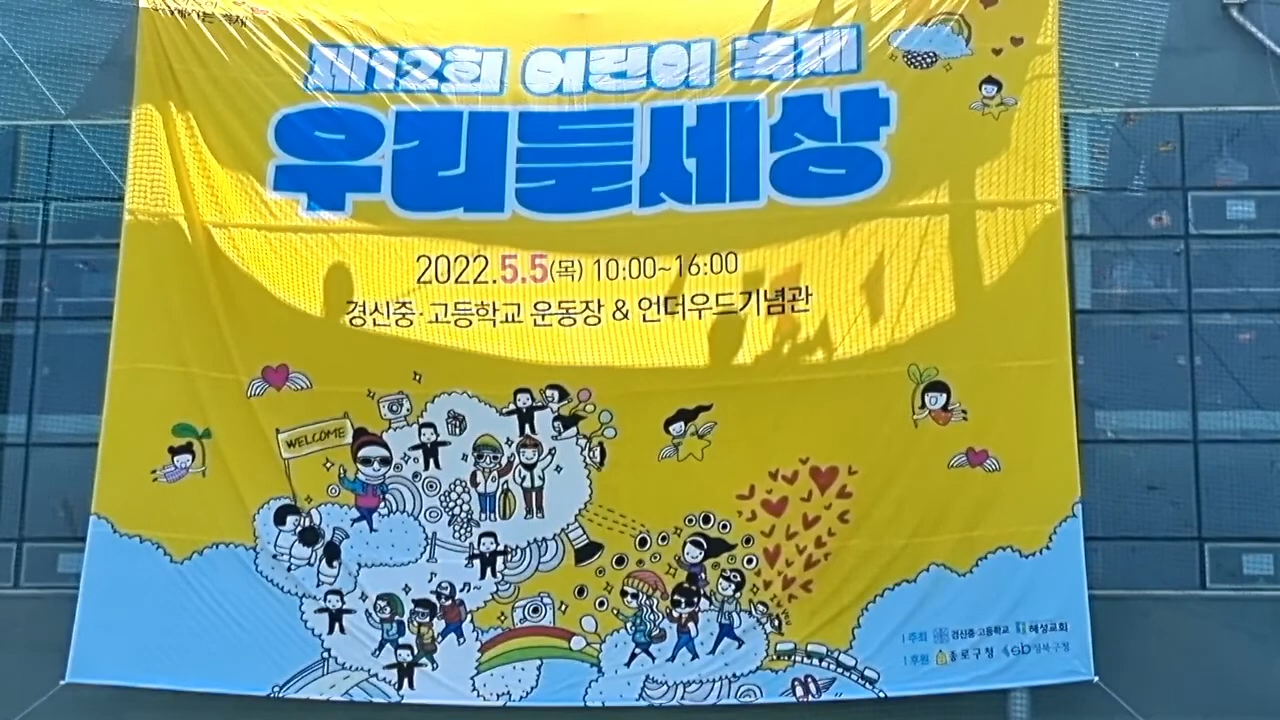 제12회 어린이 축제
우리들세상
2022.5.5(목) 10:00~16:00
경신중·고등학교 운동장 & 언더우드기념관
WELCOME
| 주최 경신중·고등학교 혜성교회
| 후원 종로구청 성북구청